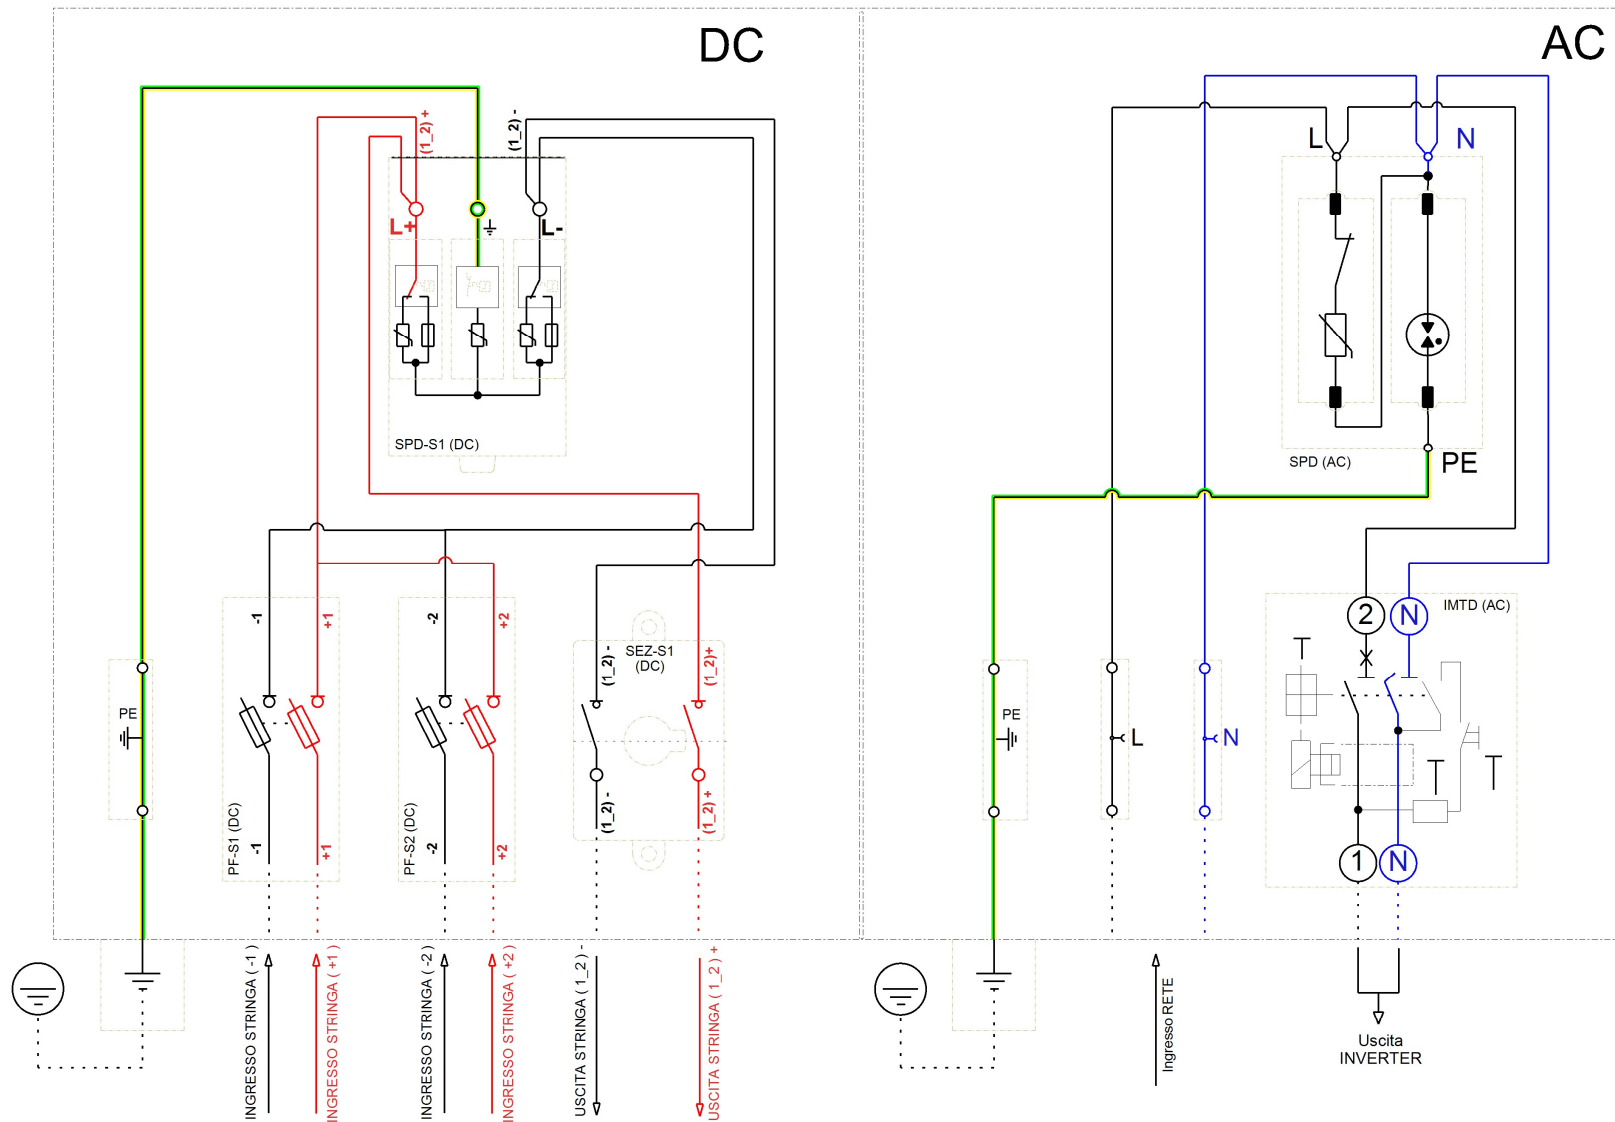 DC
AC
(1_2) +
(1_2) -
L+
L-
SPD-S1 (DC)
L
N
SPD (AC)
PE
-1
+1
-2
+2
SEZ-S1
(DC)
(1_2) -
(1_2)+
2
N
IMTD (AC)
PE
PE
L
N
PF-S1 (DC)
-1
+1
PF-S2 (DC)
-2
+2
(1_2) -
(1_2) +
1
N
INGRESSO STRINGA ( -1 )
INGRESSO STRINGA ( +1 )
INGRESSO STRINGA ( -2 )
INGRESSO STRINGA ( +2 )
USCITA STRINGA ( 1_2 ) -
USCITA STRINGA ( 1_2 ) +
Ingresso RETE
Uscita
INVERTER